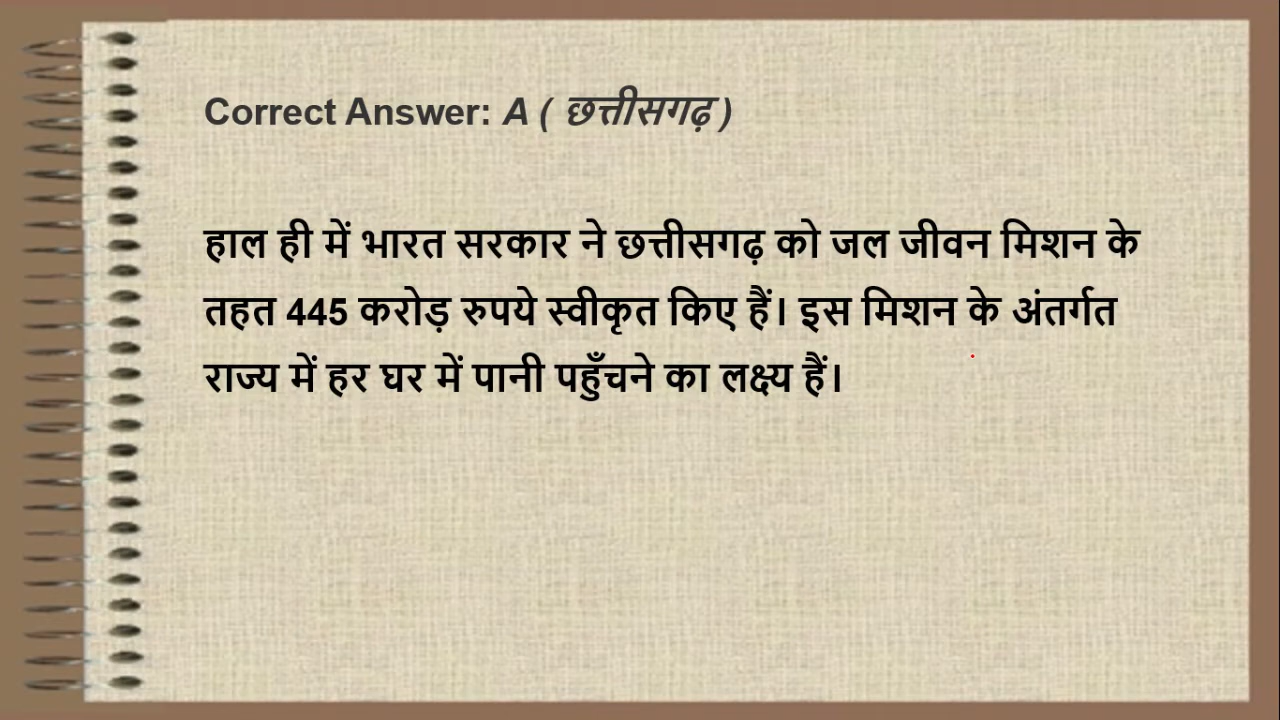 Correct Answer: A ( छत्तीसगढ़ )
हाल ही में भारत सरकार ने छत्तीसगढ़ को जल जीवन मिशन के
तहत 445 करोड़ रुपये स्वीकृत किए हैं। इस मिशन के अंतर्गत
राज्य में हर घर में पानी पहुँचने का लक्ष्य हैं।